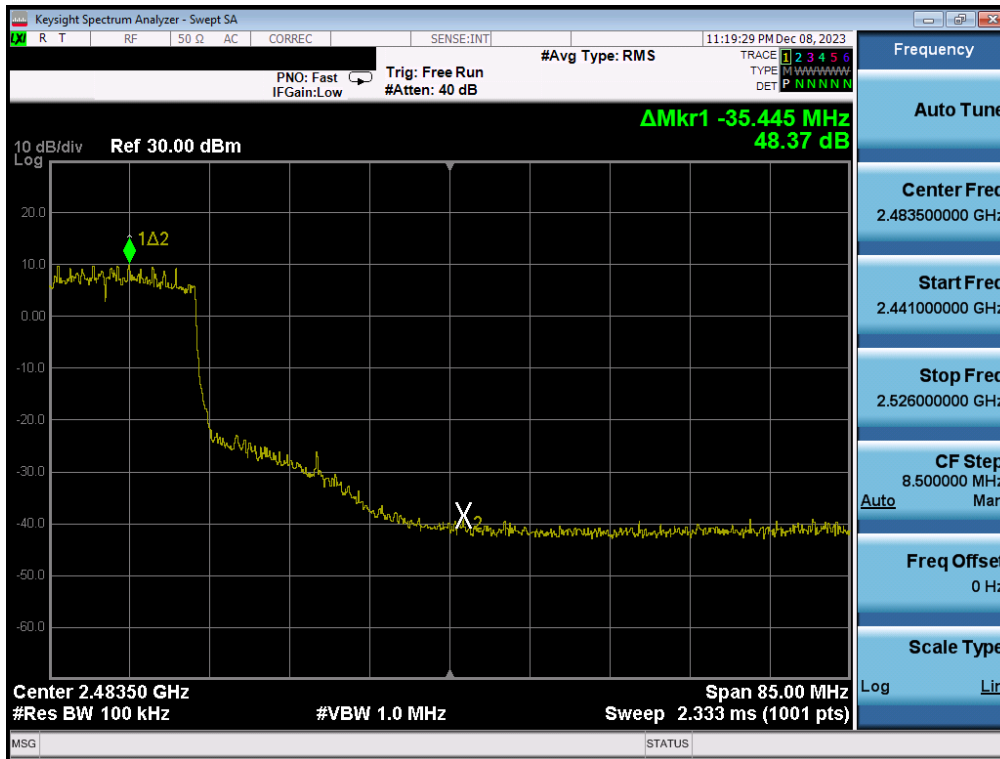 Keysight Spectrum Analyzer - Swept SA
LXI R T RF 50 Ω AC CORREC SENSE:INT 11:19:29 PM Dec 08, 2023
PNO: Fast
IFGain:Low
Trig: Free Run
#Atten: 40 dB
#Avg Type: RMS
TRACE 1 2 3 4 5 6
TYPE M W W W W W
DET P N N N N N
ΔMkr1 -35.445 MHz
48.37 dB
10 dB/div Ref 30.00 dBm
Log
20.0
10.0
0.00
-10.0
-20.0
-30.0
-40.0
-50.0
-60.0
1Δ2
X2
Center 2.48350 GHz Span 85.00 MHz
#Res BW 100 kHz #VBW 1.0 MHz Sweep 2.333 ms (1001 pts)
MSG STATUS
Frequency
Auto Tune
Center Freq
2.483500000 GHz
Start Freq
2.441000000 GHz
Stop Freq
2.526000000 GHz
CF Step
8.500000 MHz
Auto Man
Freq Offset
0 Hz
Scale Type
Log Lin